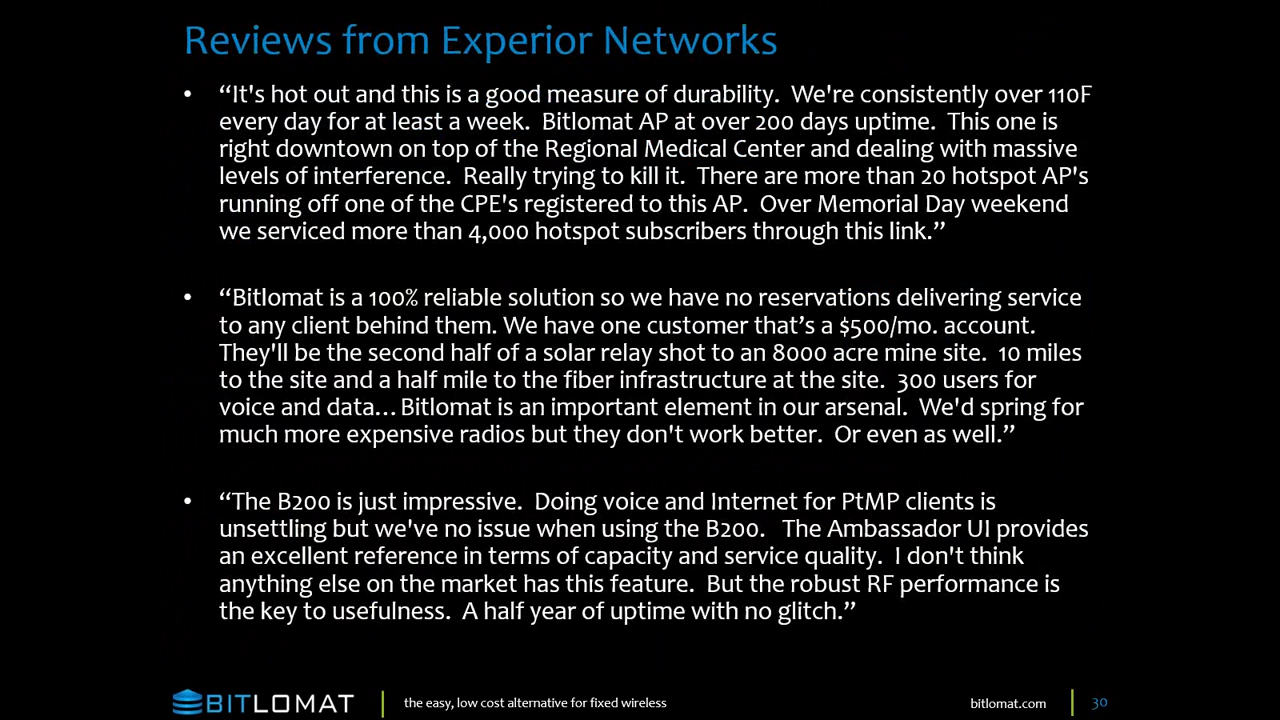 Reviews from Experior Networks
• “It's hot out and this is a good measure of durability.  We're consistently over 110F
every day for at least a week.  Bitlomat AP at over 200 days uptime.  This one is
right downtown on top of the Regional Medical Center and dealing with massive
levels of interference.  Really trying to kill it.  There are more than 20 hotspot AP's
running off one of the CPE's registered to this AP.  Over Memorial Day weekend
we serviced more than 4,000 hotspot subscribers through this link.”
• “Bitlomat is a 100% reliable solution so we have no reservations delivering service
to any client behind them. We have one customer that’s a $500/mo. account.
They'll be the second half of a solar relay shot to an 8000 acre mine site.  10 miles
to the site and a half mile to the fiber infrastructure at the site.  300 users for
voice and data… Bitlomat is an important element in our arsenal.  We'd spring for
much more expensive radios but they don't work better.  Or even as well.”
• “The B200 is just impressive.  Doing voice and Internet for PtMP clients is
unsettling but we've no issue when using the B200.   The Ambassador UI provides
an excellent reference in terms of capacity and service quality.  I don't think
anything else on the market has this feature.  But the robust RF performance is
the key to usefulness.  A half year of uptime with no glitch.”
BITLOMAT | the easy, low cost alternative for fixed wireless bitlomat.com | 30